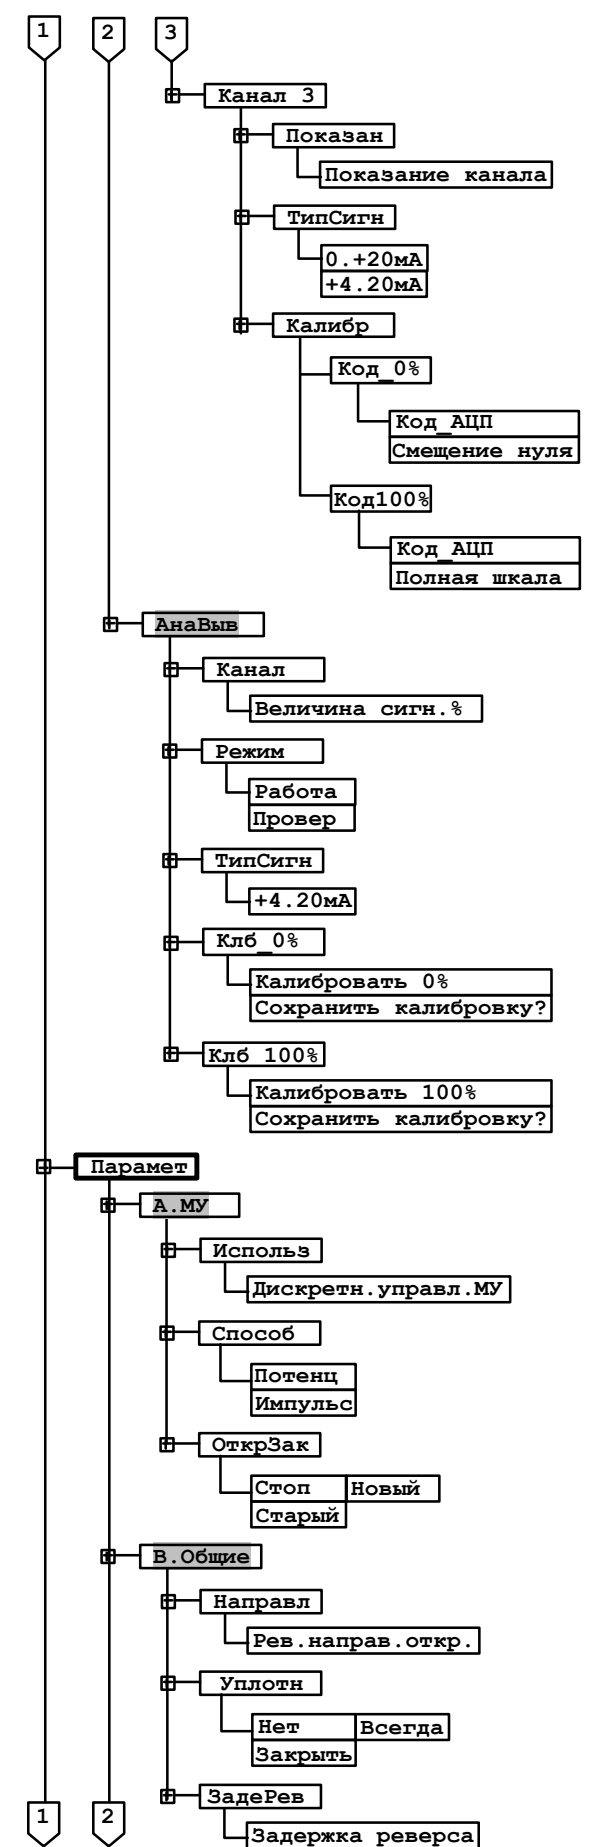 1 2 3
Канал 3
Показан
Показание канала
ТипСигн
0.+20мА
+4.20мА
Калибр
Код_0%
Код_АЦП
Смещение нуля
Код100%
Код_АЦП
Полная шкала
АнаВыв
Канал
Величина сигн.%
Режим
Работа
Провер
ТипСигн
+4.20мА
Клб_0%
Калибровать 0%
Сохранить калибровку?
Клб 100%
Калибровать 100%
Сохранить калибровку?
Парамет
А.МУ
Использ
Дискретн.управл.МУ
Способ
Потенц
Импульс
ОткрЗак
Стоп Новый
Старый
В.Общие
Направл
Рев.направ.откр.
Уплотн
Нет Всегда
Закрыть
ЗадеРев
1 2
Задержка реверса